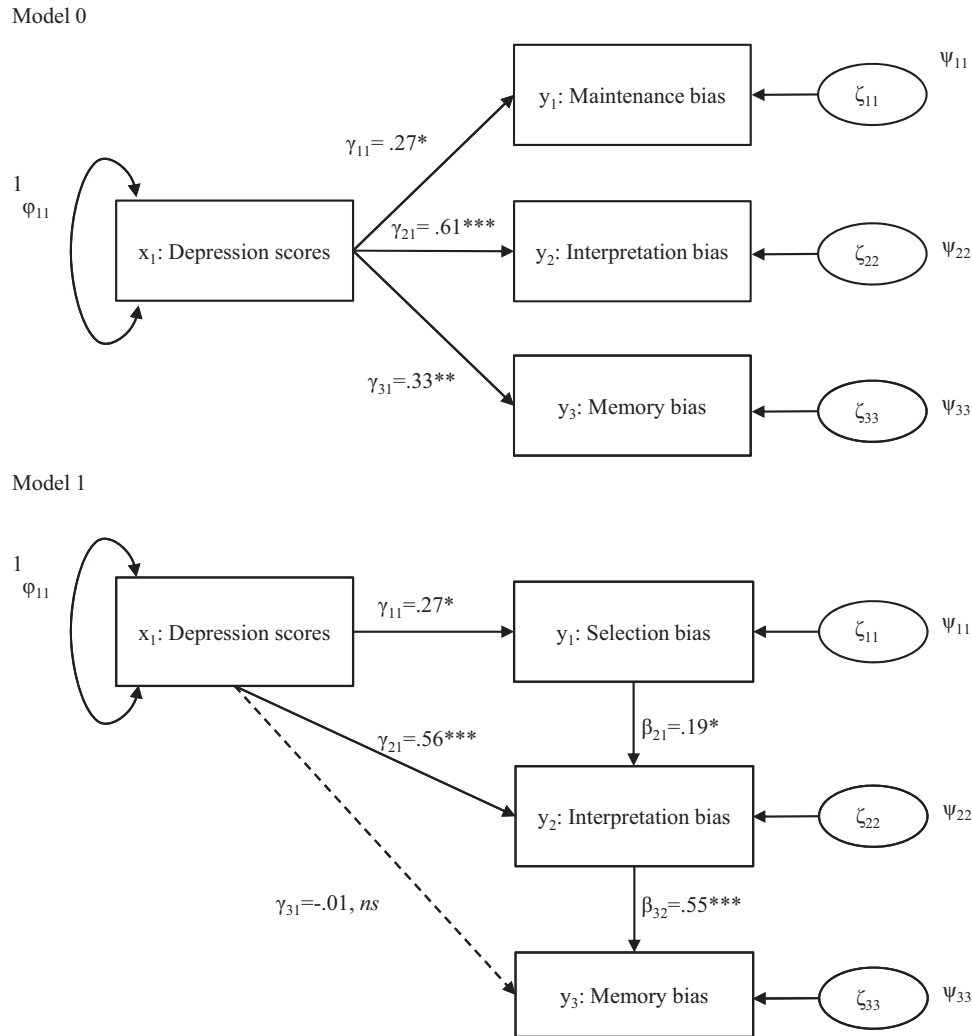 Model 0
ψ₁₁
y₁: Maintenance bias
ζ₁₁
γ₁₁= .27*
1
φ₁₁
γ₂₁= .61***
x₁: Depression scores
y₂: Interpretation bias
ζ₂₂
ψ₂₂
γ₃₁=.33**
y₃: Memory bias
ζ₃₃
ψ₃₃
Model 1
1
φ₁₁
γ₁₁=.27*
x₁: Depression scores
y₁: Selection bias
ζ₁₁
ψ₁₁
β₂₁=.19*
γ₂₁=.56***
y₂: Interpretation bias
ζ₂₂
ψ₂₂
γ₃₁=-.01, ns
β₃₂=.55***
y₃: Memory bias
ζ₃₃
ψ₃₃